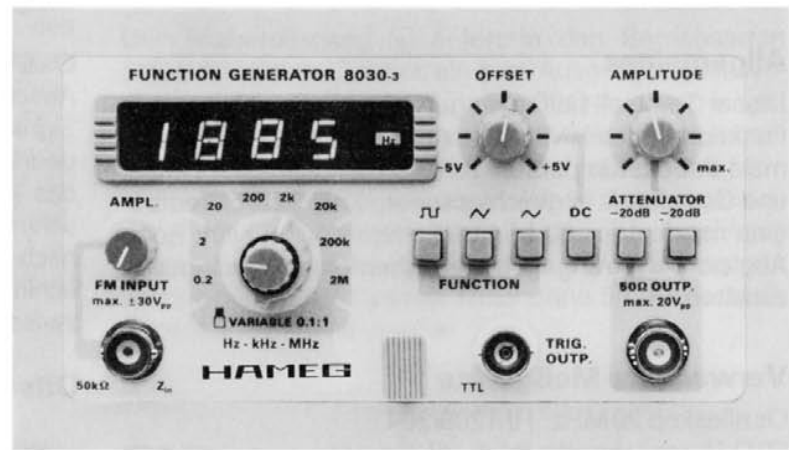 FUNCTION GENERATOR 8030-3
OFFSET
AMPLITUDE
1885 Hz
-5V
+5V
max.
AMPL.
0.2
2
20
200
2k
20k
200k
2M
ATTENUATOR
DC
-20dB
-20dB
FUNCTION
FM INPUT
max. ±30Vpp
50Ω OUTP.
max. 20Vpp
VARIABLE 0.1:1
Hz - kHz - MHz
HAMEG
TRIG.
OUTP.
TTL
50kΩ
Verwe